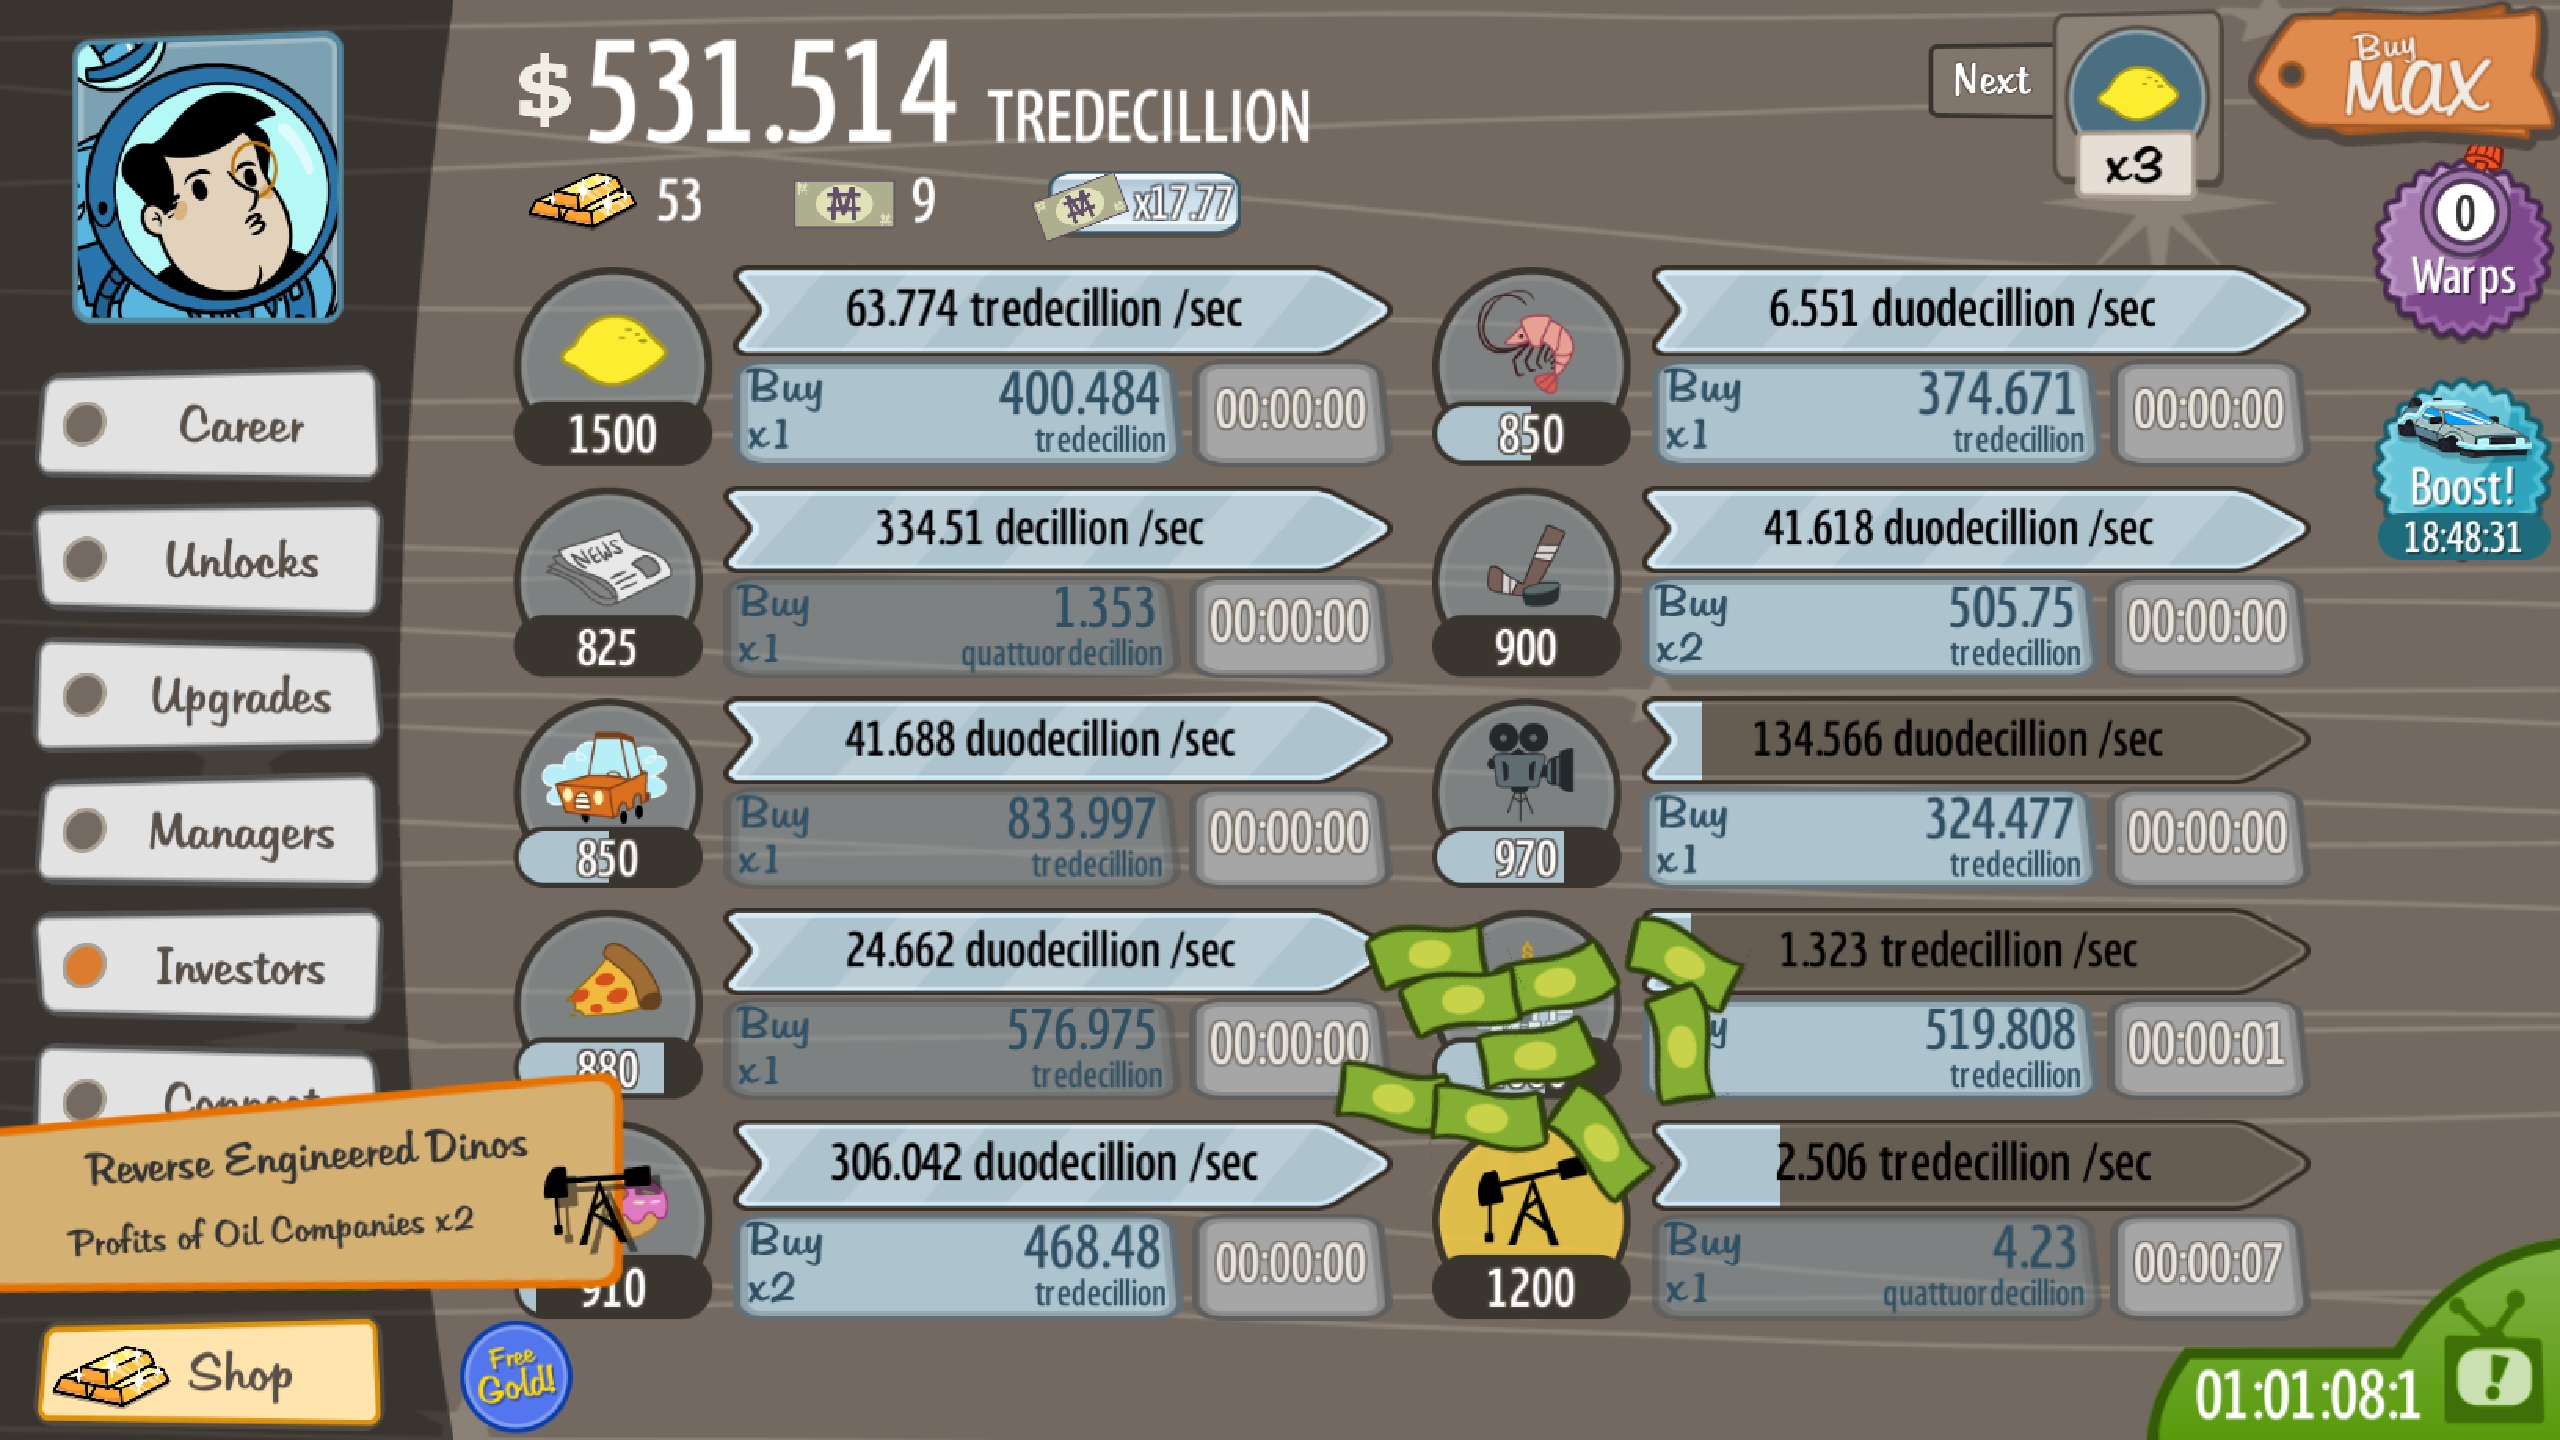 $531.514 TREDECILLION
53
9
x17.77
Next
x3
Buy
MAX
0
Warps
Boost!
18:48:31
Career
Unlocks
Upgrades
Managers
Investors
Reverse Engineered Dinos
Profits of Oil Companies x2
Shop
Free
Gold!
63.774 tredecillion /sec
1500
Buy
x1
400.484
tredecillion
00:00:00
NEWS
334.51 decillion /sec
825
Buy
x1
1.353
quattuordecillion
00:00:00
41.688 duodecillion /sec
850
Buy
x1
833.997
tredecillion
00:00:00
24.662 duodecillion /sec
880
Buy
x1
576.975
tredecillion
00:00:00
306.042 duodecillion /sec
910
Buy
x2
468.48
tredecillion
00:00:00
6.551 duodecillion /sec
850
Buy
x1
374.671
tredecillion
00:00:00
41.618 duodecillion /sec
900
Buy
x2
505.75
tredecillion
00:00:00
134.566 duodecillion /sec
970
Buy
x1
324.477
tredecillion
00:00:00
1.323 tredecillion /sec
519.808
tredecillion
00:00:01
2.506 tredecillion /sec
1200
Buy
x1
4.23
quattuordecillion
00:00:07
01:01:08:1